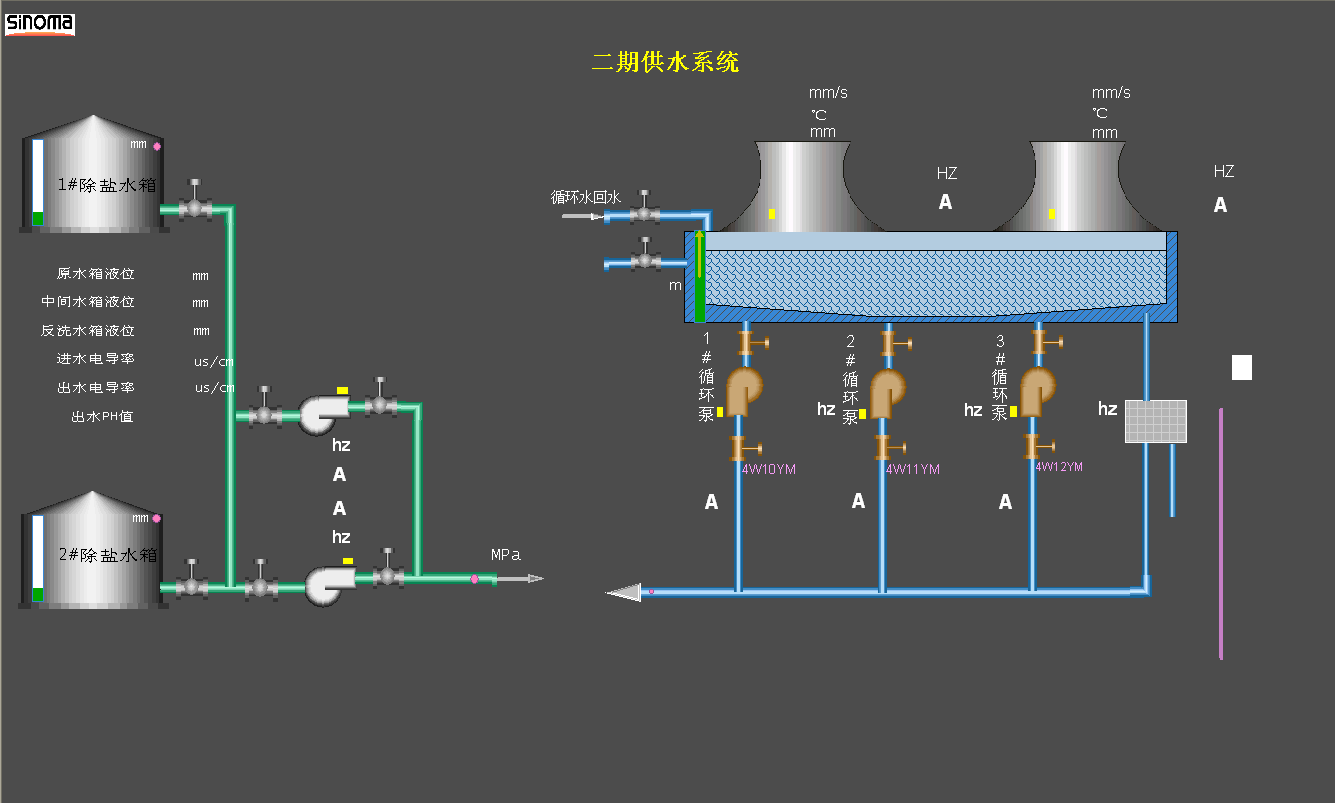 sinoma
二期供水系统
mm/s
℃
mm
mm/s
℃
mm
HZ
A
HZ
A
mm
1#除盐水箱
循环水回水
m
原水箱液位 mm
中间水箱液位 mm
反洗水箱液位 mm
进水电导率 us/cm
出水电导率 us/cm
出水PH值
hz
A
A
hz
mm
2#除盐水箱
MPa
1#循环泵
hz
2#循环泵
hz
3#循环泵
hz
4W10YM
4W11YM
4W12YM
A
A
A